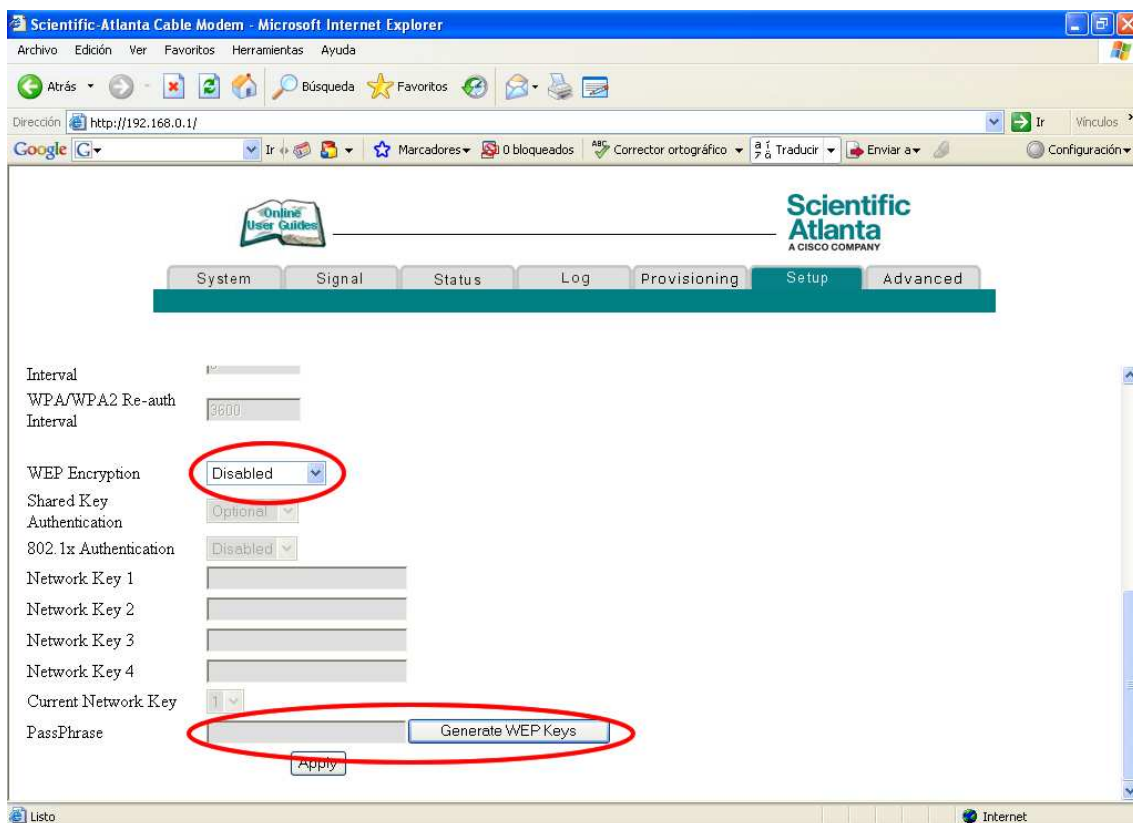 Scientific-Atlanta Cable Modem - Microsoft Internet Explorer
Archivo Edición Ver Favoritos Herramientas Ayuda
Atrás Búsqueda Favoritos
Dirección http://192.168.0.1/ Ir Vínculos
Google G Ir Marcadores 0 bloqueados ABC Corrector ortográfico Traducir Enviar a Configuración
Online
User Guides
Scientific
Atlanta
A CISCO COMPANY
System Signal Status Log Provisioning Setup Advanced
Interval
WPA/WPA2 Re-auth
Interval 3600
WEP Encryption Disabled
Shared Key
Authentication Optional
802.1x Authentication Disabled
Network Key 1
Network Key 2
Network Key 3
Network Key 4
Current Network Key 1
PassPhrase Generate WEP Keys
Apply
Listo Internet